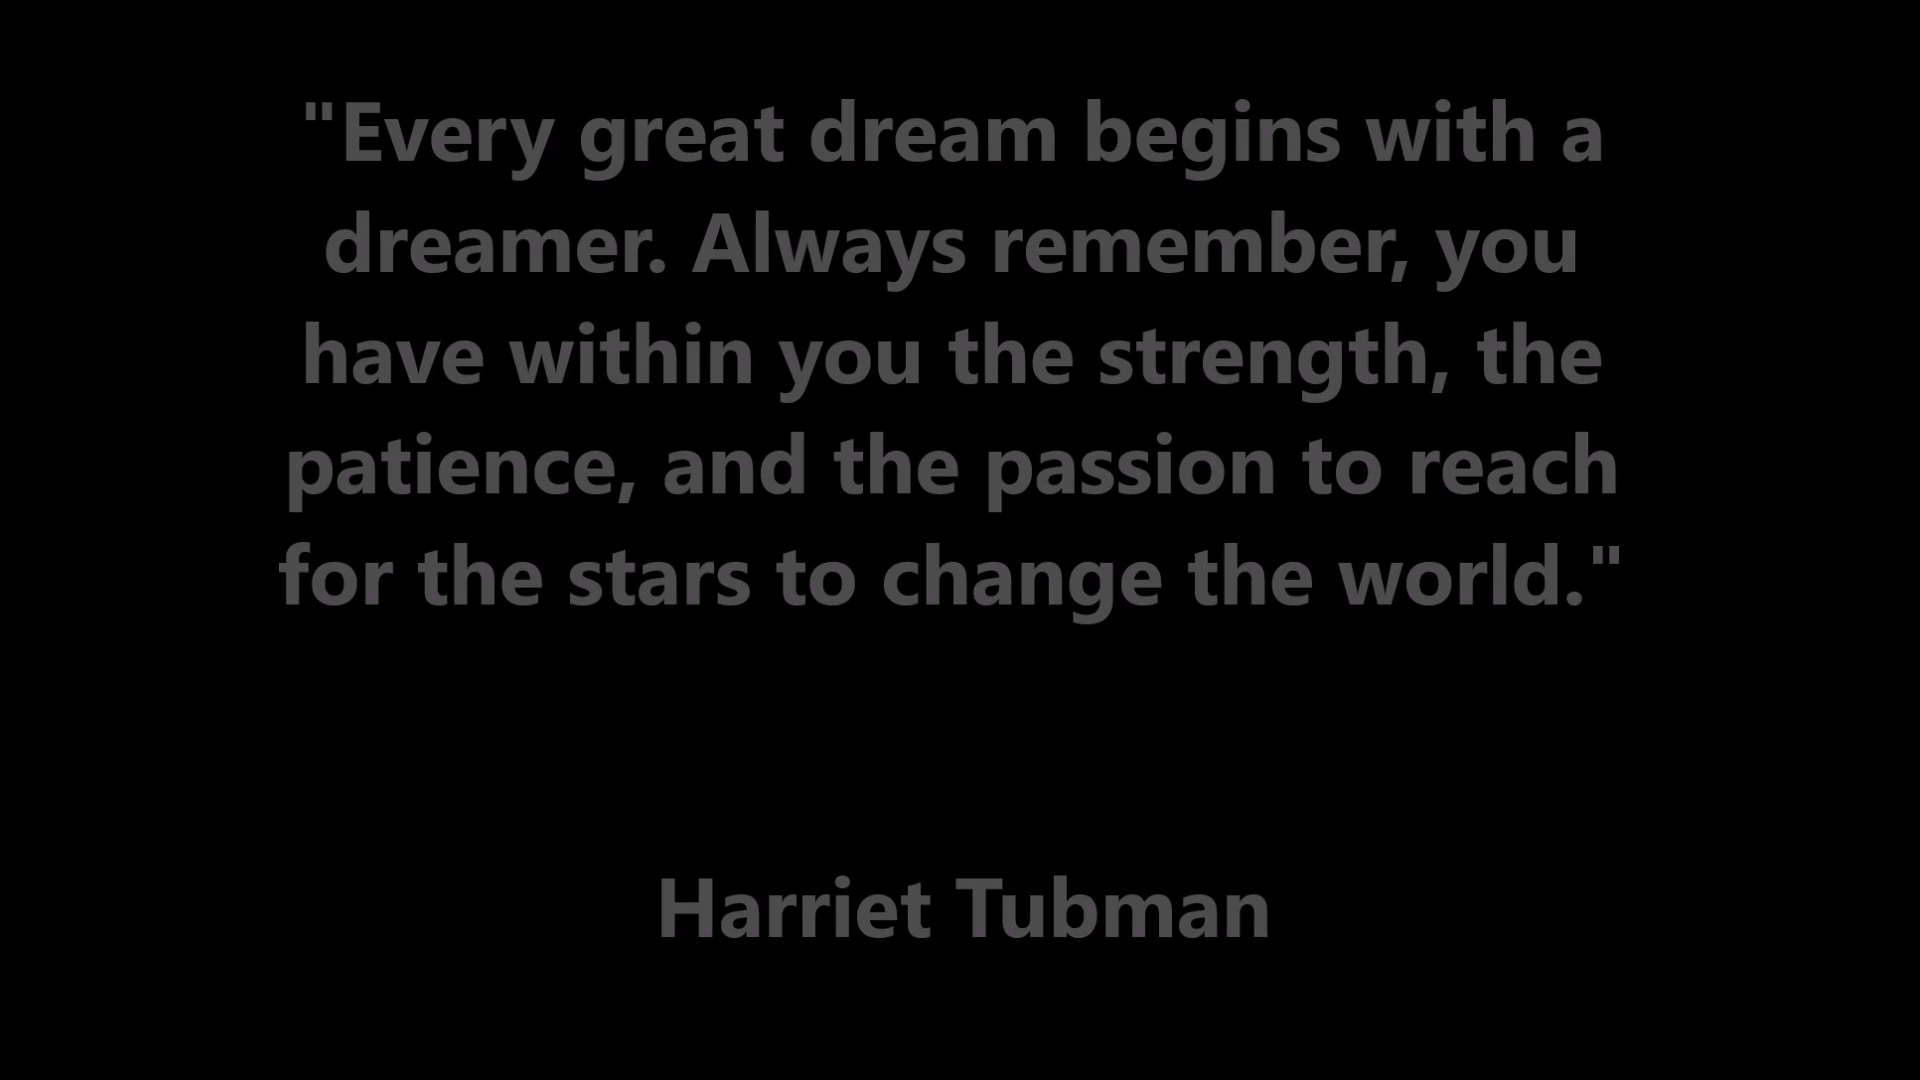 "Every great dream begins with a
dreamer. Always remember, you
have within you the strength, the
patience, and the passion to reach
for the stars to change the world."
Harriet Tubman